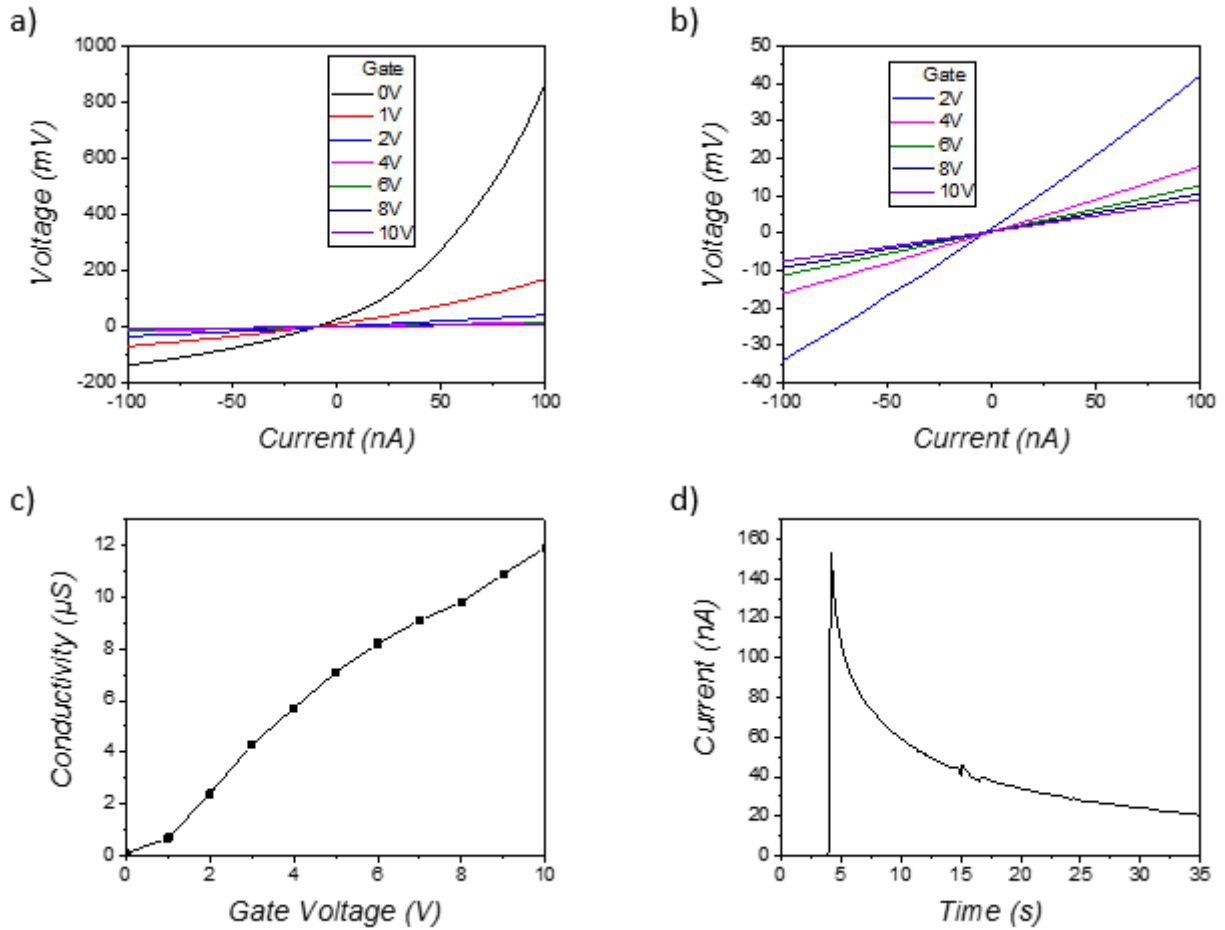 a)
1000
800
600
400
200
0
-200
Voltage (mV)
Gate
0V
1V
2V
4V
6V
8V
10V
-100
-50
0
50
100
Current (nA)
b)
50
40
30
20
10
0
-10
-20
-30
-40
Voltage (mV)
Gate
2V
4V
6V
8V
10V
-100
-50
0
50
100
Current (nA)
c)
12
10
8
6
4
2
0
Conductivity (µS)
0
2
4
6
8
10
Gate Voltage (V)
d)
160
140
120
100
80
60
40
20
0
Current (nA)
0
5
10
15
20
25
30
35
Time (s)